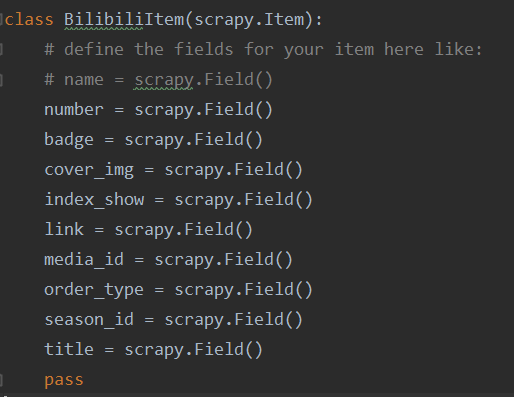 class BilibiliItem(scrapy.Item):
    # define the fields for your item here like:
    # name = scrapy.Field()
    number = scrapy.Field()
    badge = scrapy.Field()
    cover_img = scrapy.Field()
    index_show = scrapy.Field()
    link = scrapy.Field()
    media_id = scrapy.Field()
    order_type = scrapy.Field()
    season_id = scrapy.Field()
    title = scrapy.Field()
    pass